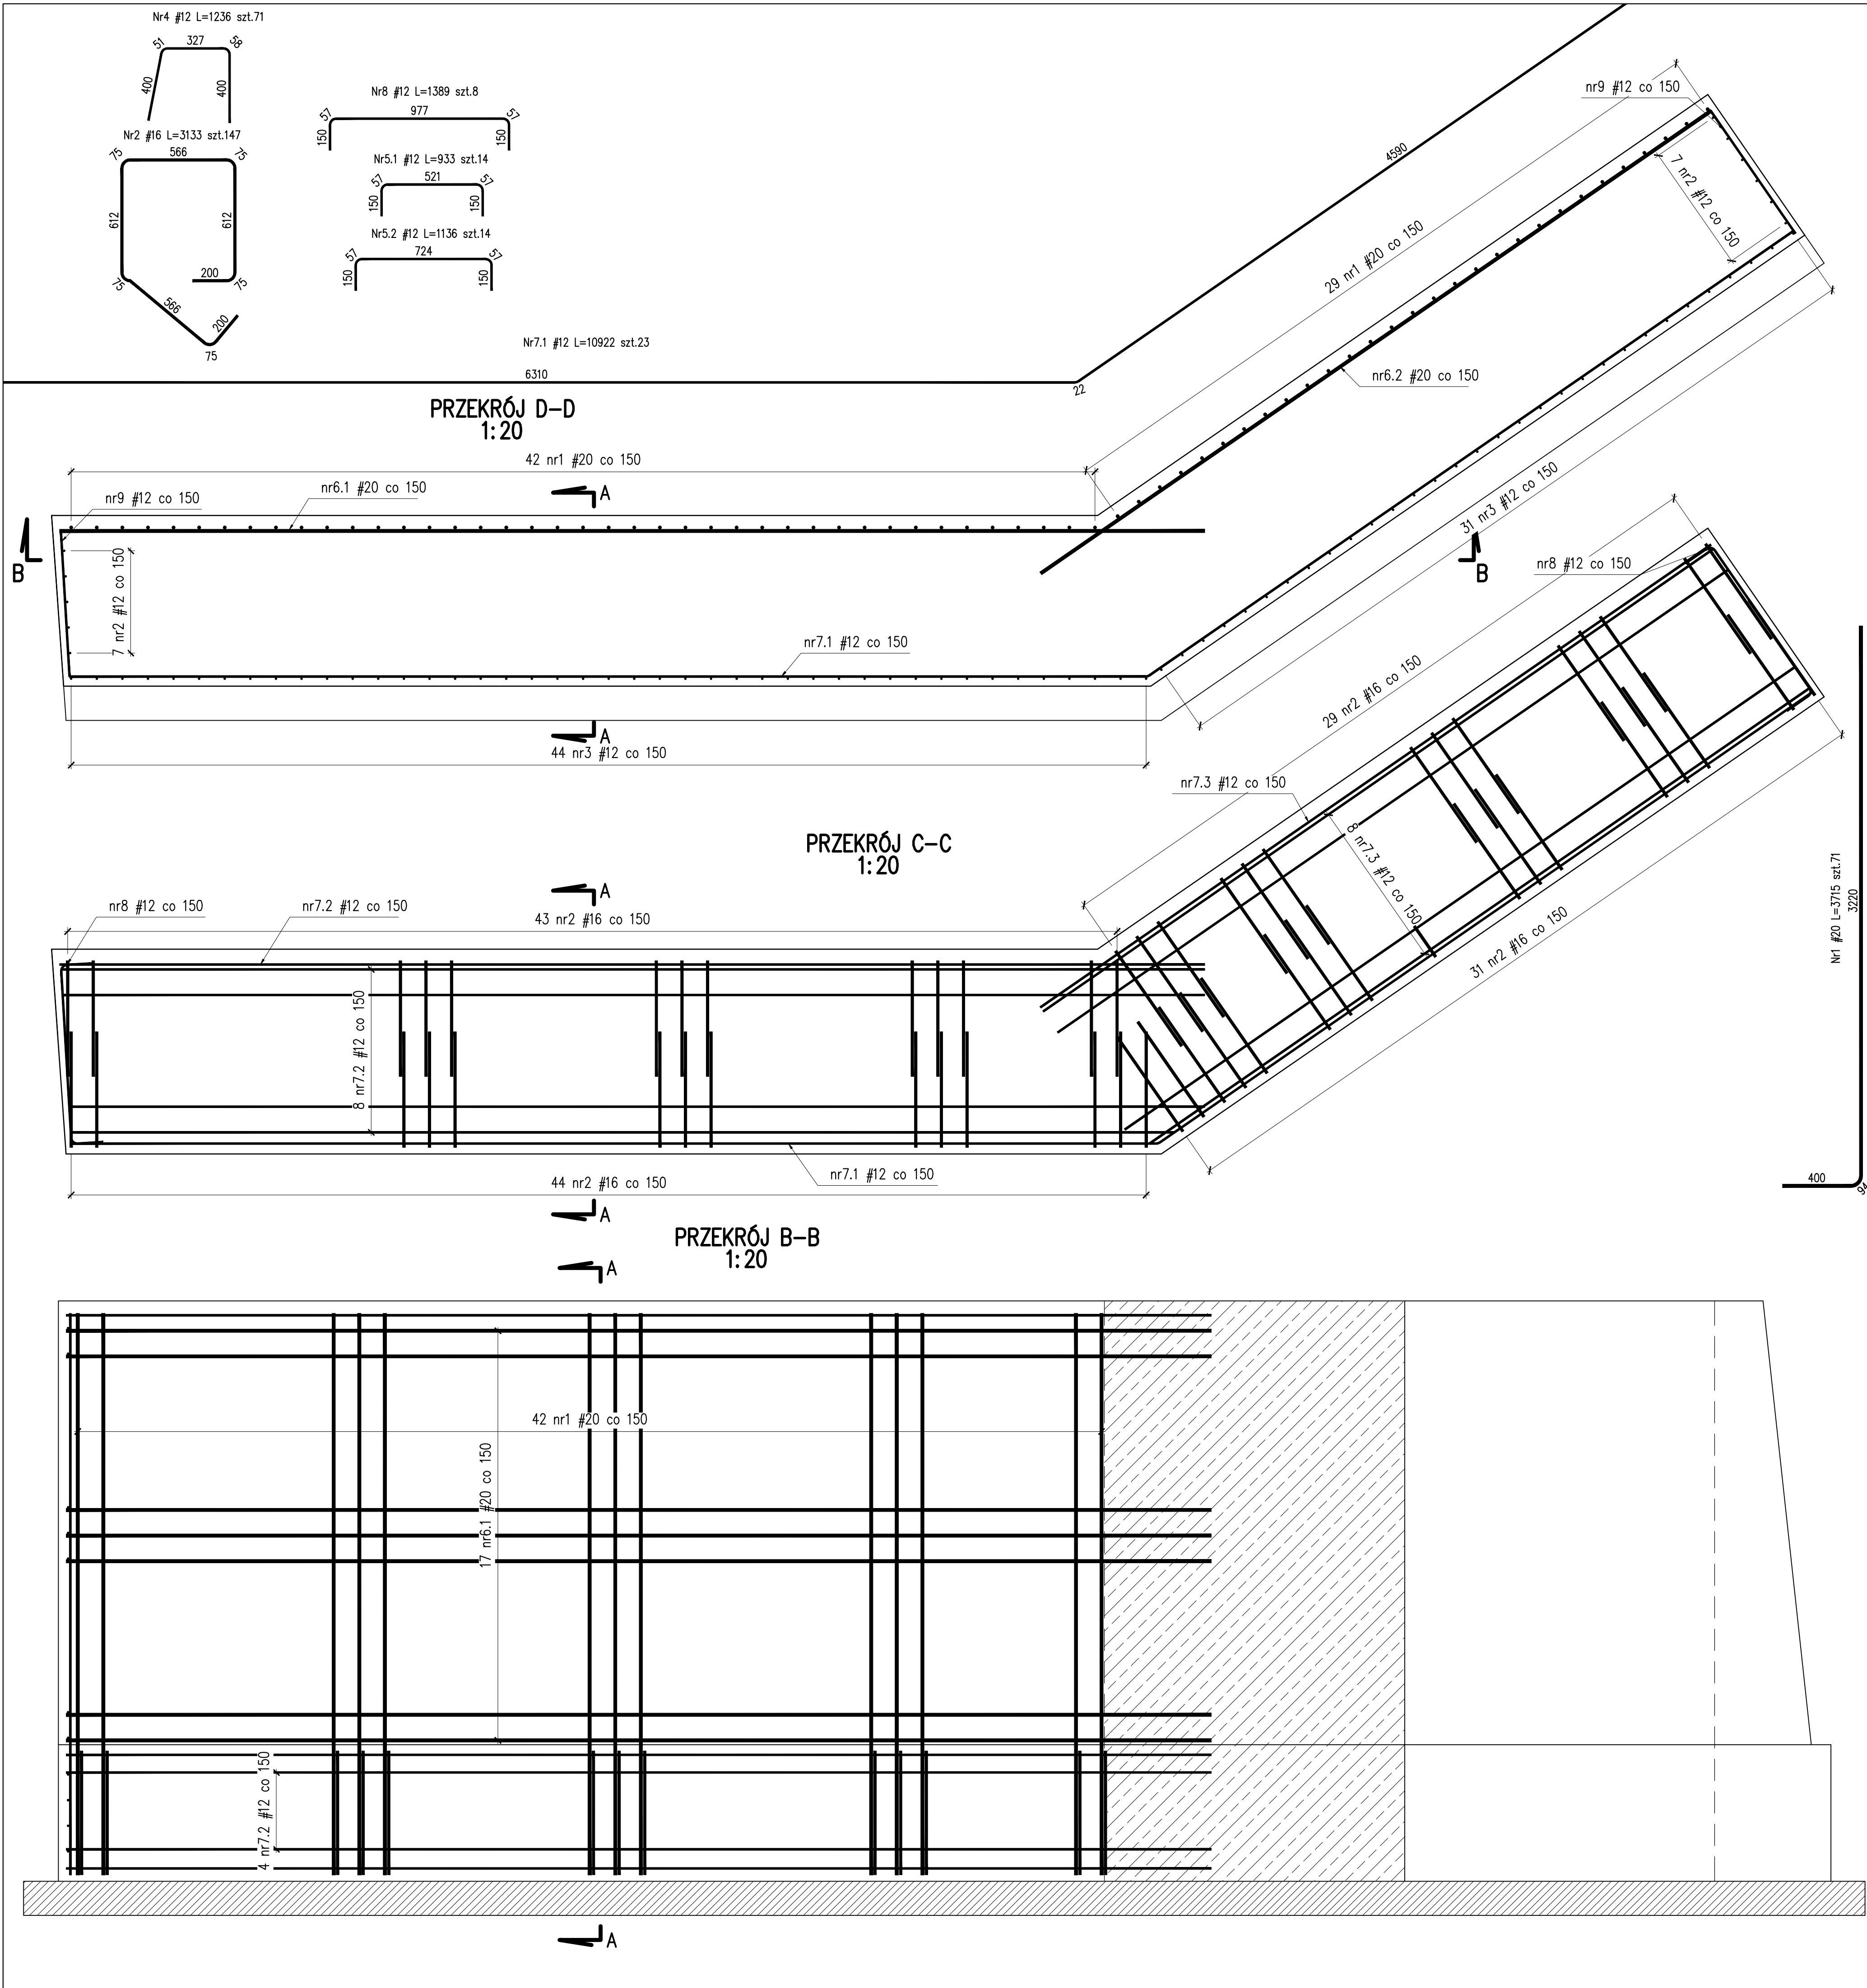 Nr4 #12 L=1236 szt.71
51
327
58
400
400
Nr2 #16 L=3133 szt.147
75
566
75
612
612
200
75
75
566
200
75
Nr8 #12 L=1389 szt.8
57
977
57
150
150
Nr5.1 #12 L=933 szt.14
57
521
57
150
150
Nr5.2 #12 L=1136 szt.14
57
724
57
150
150
Nr7.1 #12 L=10922 szt.23
6310
22
4590
PRZEKRÓJ D-D
1:20
42 nr1 #20 co 150
nr9 #12 co 150
nr6.1 #20 co 150
A
B
7 nr2 #12 co 150
nr7.1 #12 co 150
A
44 nr3 #12 co 150
29 nr1 #20 co 150
nr9 #12 co 150
7 nr2 #12 co 150
nr6.2 #20 co 150
31 nr3 #12 co 150
B
PRZEKRÓJ C-C
1:20
A
nr8 #12 co 150
nr7.2 #12 co 150
43 nr2 #16 co 150
8 nr7.2 #12 co 150
nr7.1 #12 co 150
44 nr2 #16 co 150
A
29 nr2 #16 co 150
nr8 #12 co 150
nr7.3 #12 co 150
8 nr7.3 #12 co 150
31 nr2 #16 co 150
Nr1 #20 L=3715 szt.71
3220
400
94
PRZEKRÓJ B-B
1:20
A
42 nr1 #20 co 150
17 nr6.1 #20 co 150
4 nr7.2 #12 co 150
A